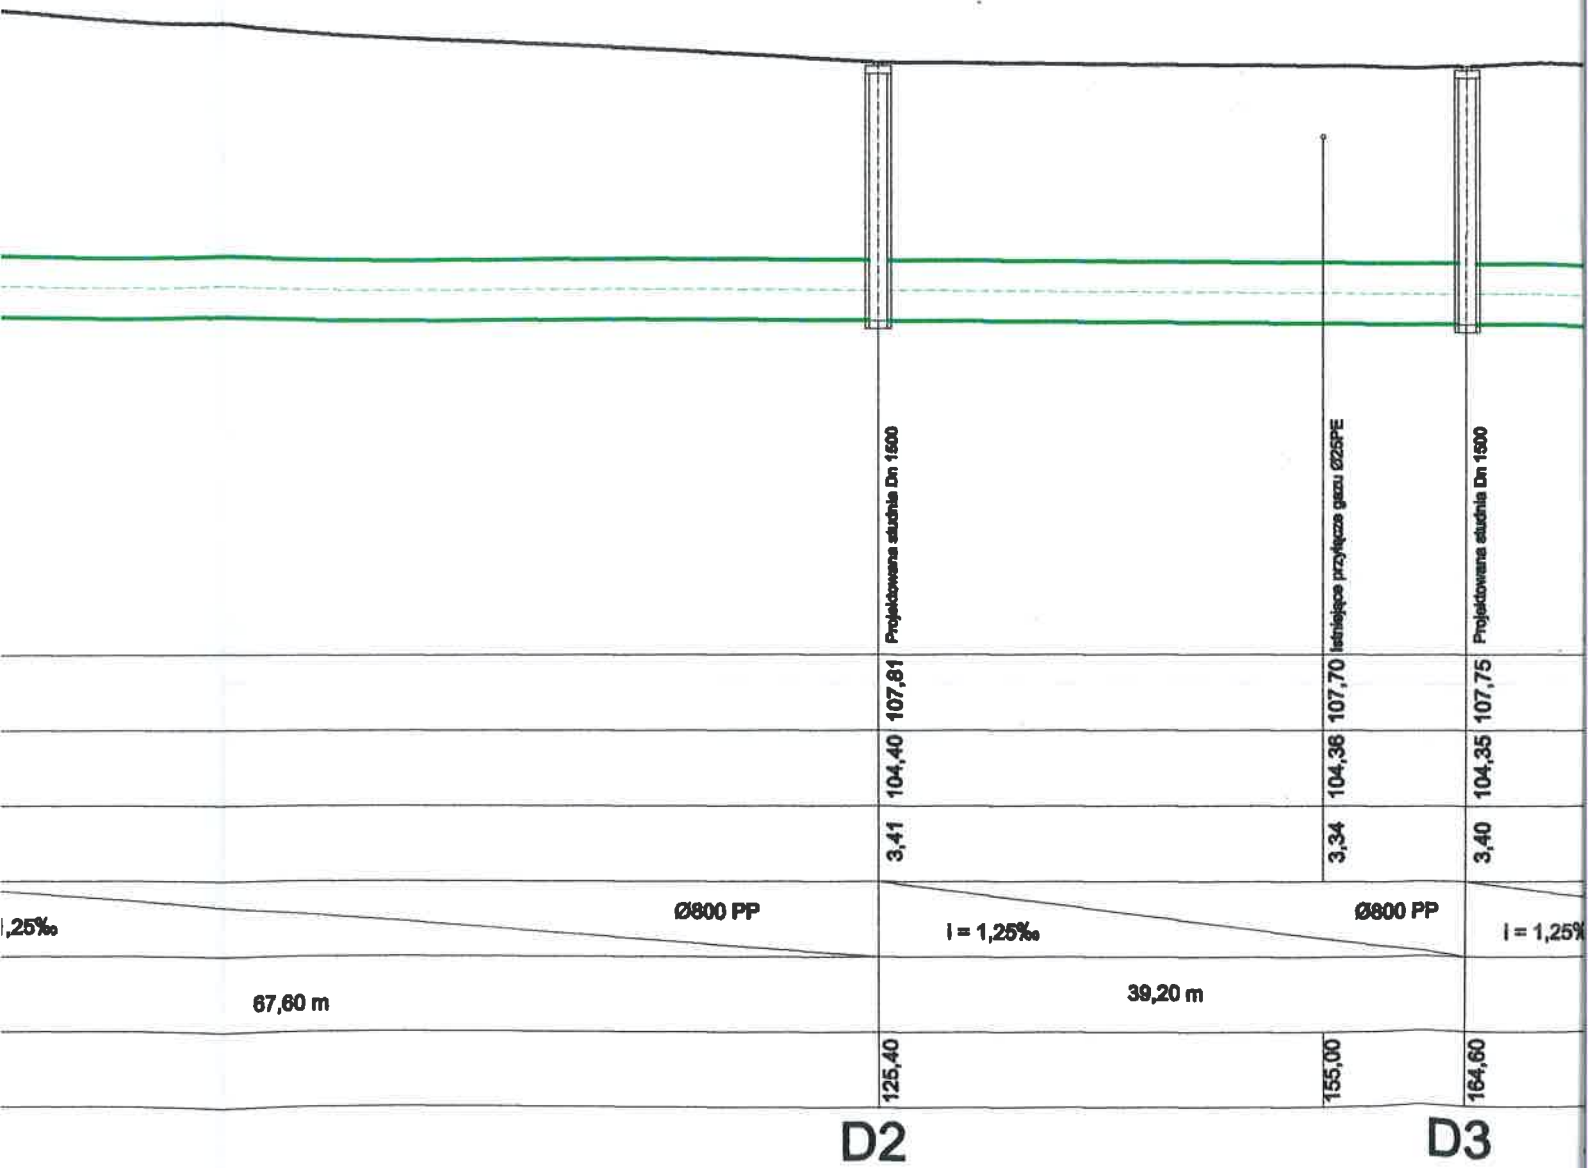 Projektowana studnia Dn 1500
Istniejące przyłącze gazu Ø25PE
Projektowana studnia Dn 1500
107,81
107,70
107,75
104,40
104,36
104,35
3,41
3,34
3,40
,25‰
Ø800 PP
i = 1,25‰
Ø800 PP
i = 1,25%
67,60 m
39,20 m
125,40
155,00
164,60
D2
D3